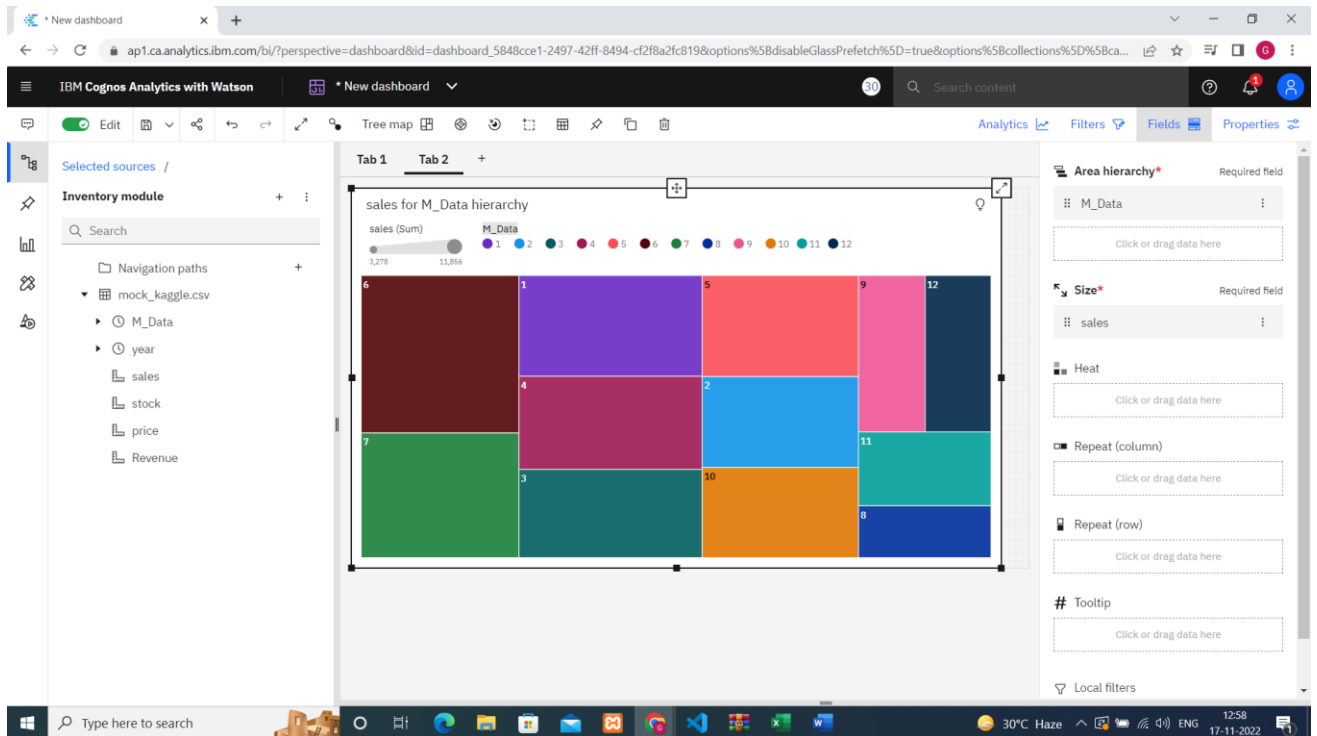 * New dashboard
ap1.ca.analytics.ibm.com/bi/?perspective=dashboard&id=dashboard_5848cce1-2497-42ff-8494-cf2f8a2fc819&options%5BdisableGlassPrefetch%5D=true&options%5Bcollections%5D%5Bca...
G
IBM Cognos Analytics with Watson
* New dashboard
30
Search content
1
Edit
Tree map
Analytics
Filters
Fields
Properties
Selected sources /
Inventory module
Search
Navigation paths
mock_kaggle.csv
M_Data
year
sales
stock
price
Revenue
Tab 1 Tab 2 +
sales for M_Data hierarchy
sales (Sum)
3,278 11,856
M_Data
1 2 3 4 5 6 7 8 9 10 11 12
6 1 5 9 12
4 2
7 11
3 10
8
Area hierarchy* Required field
M_Data
Click or drag data here
Size* Required field
sales
Heat
Click or drag data here
Repeat (column)
Click or drag data here
Repeat (row)
Click or drag data here
# Tooltip
Click or drag data here
Local filters
Type here to search
30°C Haze
ENG
12:58
17-11-2022
1